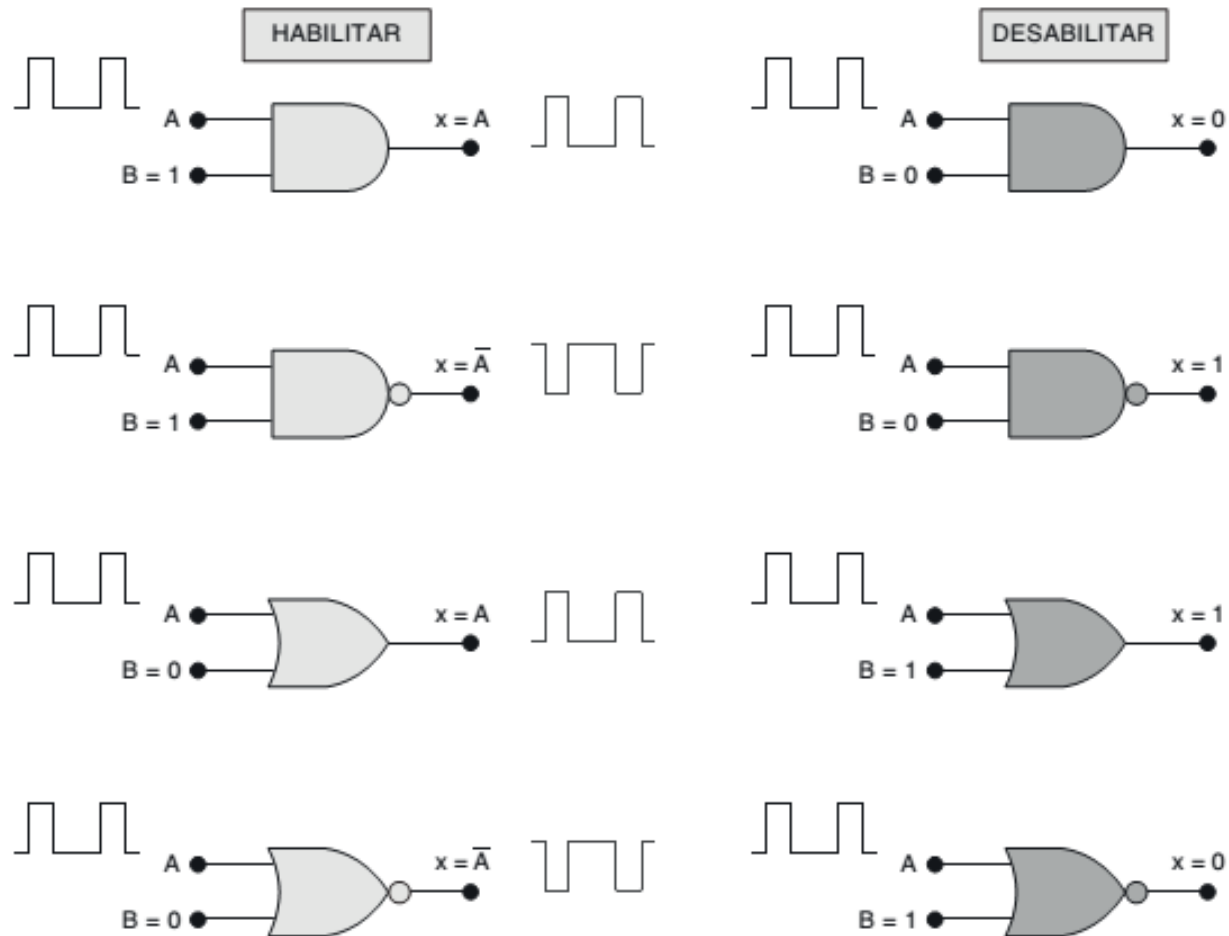 HABILITAR
DESABILITAR
A
x = A
A
x = 0
B = 1
B = 0
A
x = A̅
A
x = 1
B = 1
B = 0
A
x = A
A
x = 1
B = 0
B = 1
A
x = A̅
A
x = 0
B = 0
B = 1